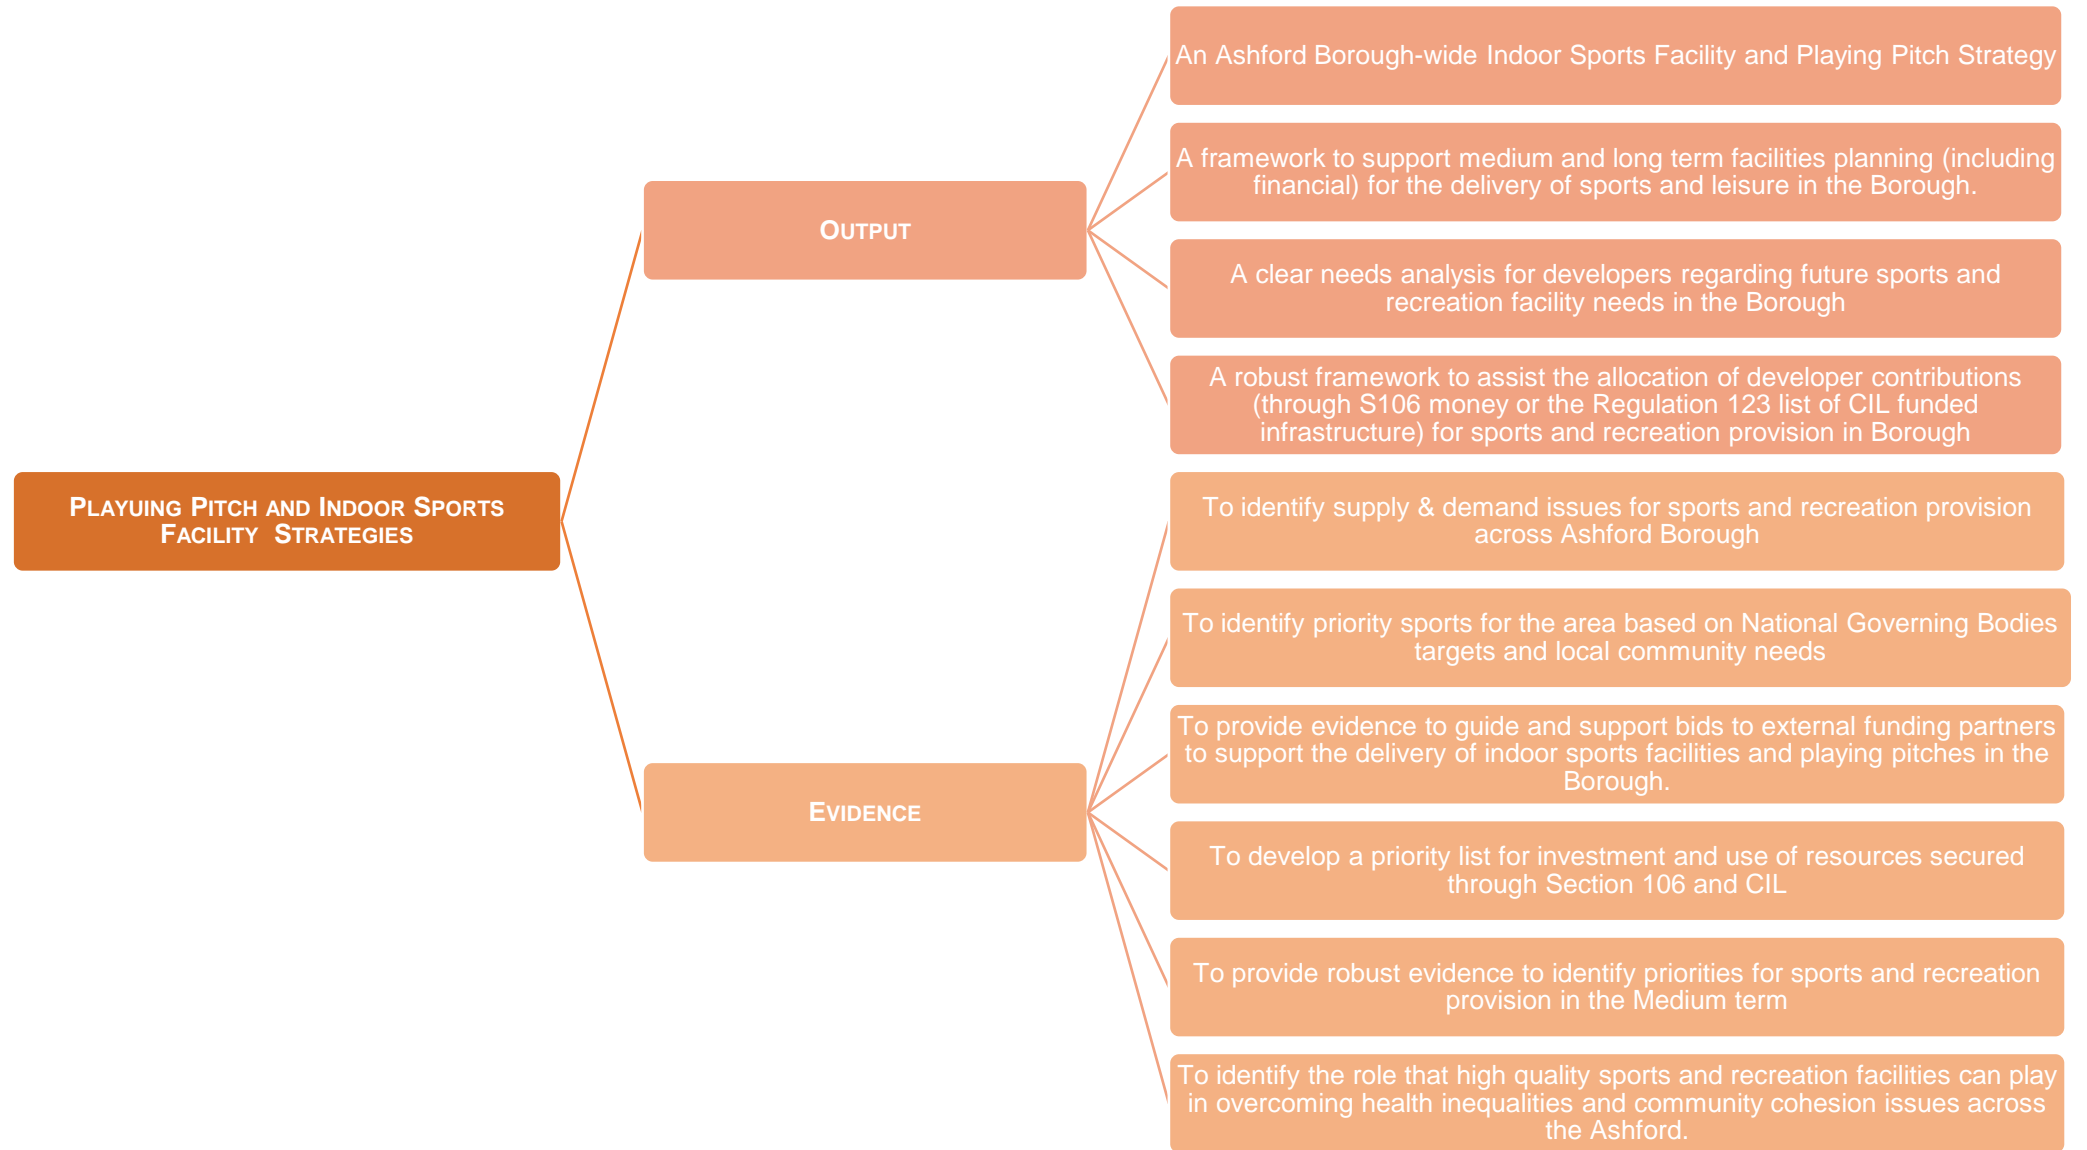 PLAYUING PITCH AND INDOOR SPORTS
FACILITY  STRATEGIES
OUTPUT
An Ashford Borough-wide Indoor Sports Facility and Playing Pitch Strategy
A framework to support medium and long term facilities planning (including
financial) for the delivery of sports and leisure in the Borough.
A clear needs analysis for developers regarding future sports and
recreation facility needs in the Borough
A robust framework to assist the allocation of developer contributions
(through S106 money or the Regulation 123 list of CIL funded
infrastructure) for sports and recreation provision in Borough
EVIDENCE
To identify supply & demand issues for sports and recreation provision
across Ashford Borough
To identify priority sports for the area based on National Governing Bodies
targets and local community needs
To provide evidence to guide and support bids to external funding partners
to support the delivery of indoor sports facilities and playing pitches in the
Borough.
To develop a priority list for investment and use of resources secured
through Section 106 and CIL
To provide robust evidence to identify priorities for sports and recreation
provision in the Medium term
To identify the role that high quality sports and recreation facilities can play
in overcoming health inequalities and community cohesion issues across
the Ashford.